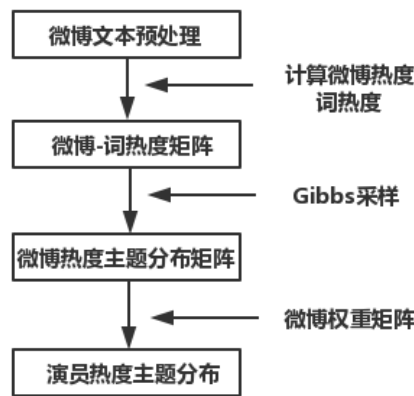 微博文本预处理
计算微博热度
词热度
微博-词热度矩阵
Gibbs采样
微博热度主题分布矩阵
微博权重矩阵
演员热度主题分布